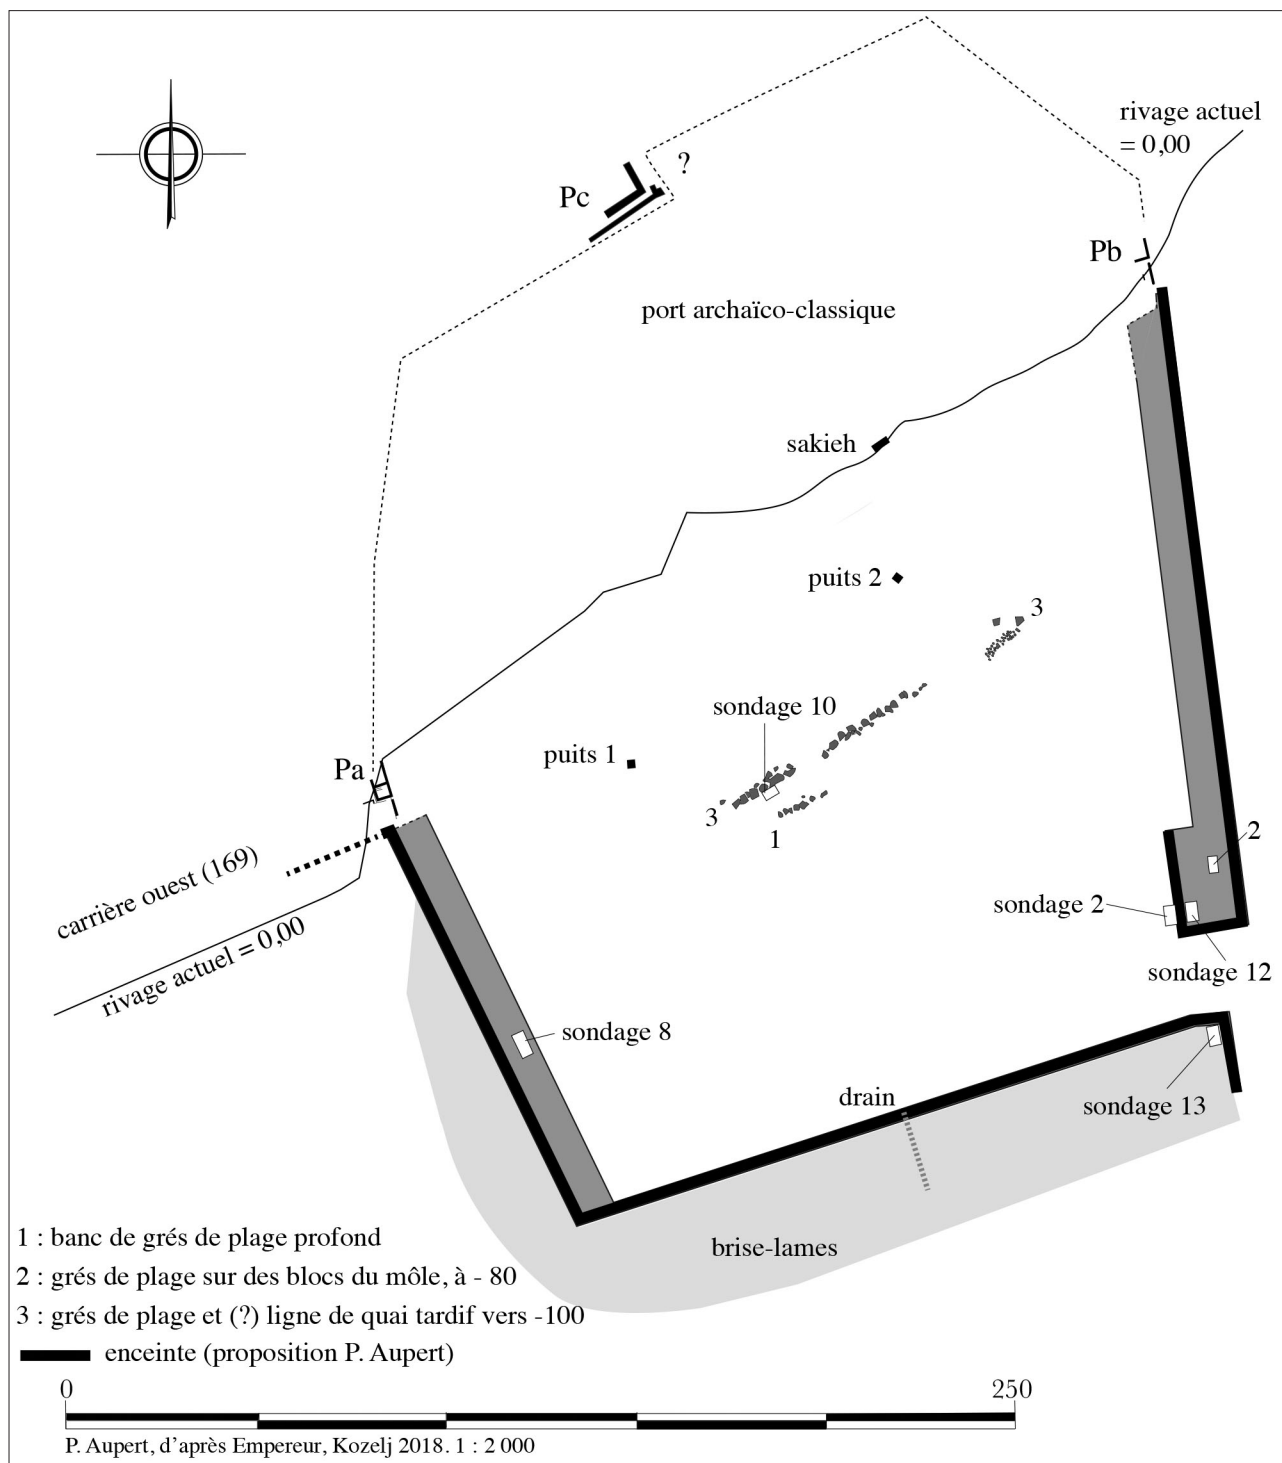 rivage actuel
= 0,00
?
Pc
Pb
port archaïco-classique
sakieh
puits 2
3
sondage 10
puits 1
Pa
3
1
2
carrière ouest (169)
sondage 2
rivage actuel = 0,00
sondage 12
sondage 8
drain
sondage 13
brise-lames
1 : banc de grés de plage profond
2 : grés de plage sur des blocs du môle, à - 80
3 : grés de plage et (?) ligne de quai tardif vers -100
enceinte (proposition P. Aupert)
0 250
P. Aupert, d'après Empereur, Kozelj 2018. 1 : 2 000